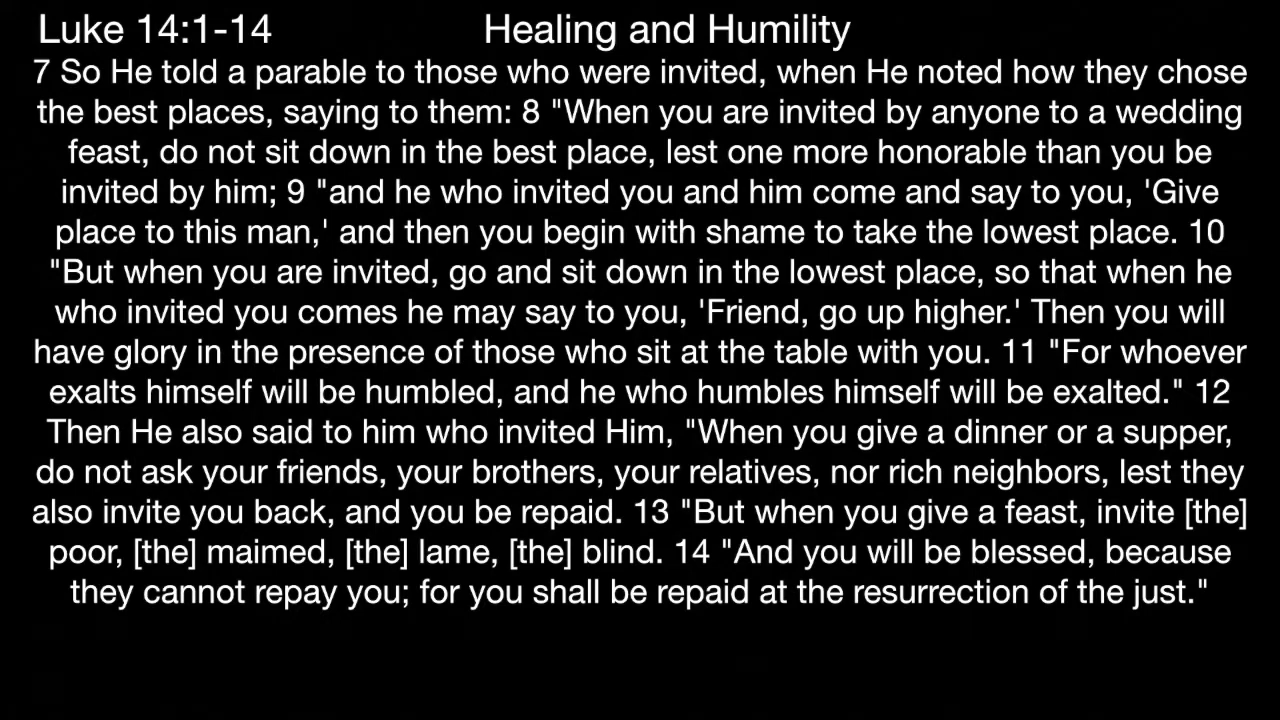 Luke 14:1-14 Healing and Humility
7 So He told a parable to those who were invited, when He noted how they chose
the best places, saying to them: 8 "When you are invited by anyone to a wedding
feast, do not sit down in the best place, lest one more honorable than you be
invited by him; 9 "and he who invited you and him come and say to you, 'Give
place to this man,' and then you begin with shame to take the lowest place. 10
"But when you are invited, go and sit down in the lowest place, so that when he
who invited you comes he may say to you, 'Friend, go up higher.' Then you will
have glory in the presence of those who sit at the table with you. 11 "For whoever
exalts himself will be humbled, and he who humbles himself will be exalted." 12
Then He also said to him who invited Him, "When you give a dinner or a supper,
do not ask your friends, your brothers, your relatives, nor rich neighbors, lest they
also invite you back, and you be repaid. 13 "But when you give a feast, invite [the]
poor, [the] maimed, [the] lame, [the] blind. 14 "And you will be blessed, because
they cannot repay you; for you shall be repaid at the resurrection of the just."